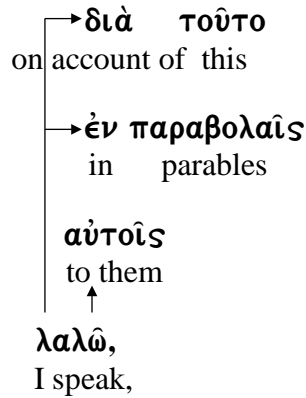 διὰ τοῦτο
on account of this
ἐν παραβολαῖς
in parables
αὐτοῖς
to them
λαλῶ,
I speak,